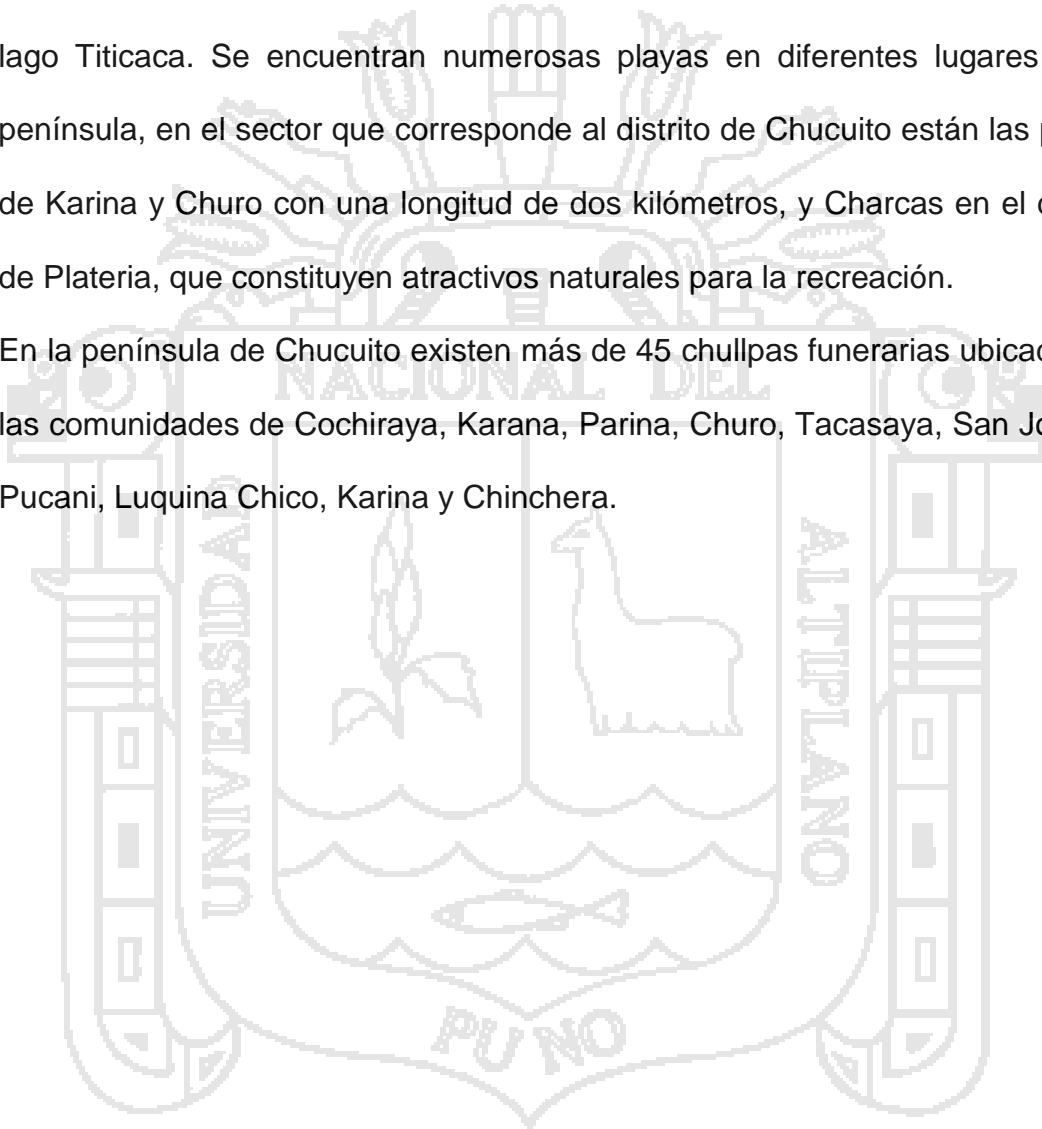 lago Titicaca. Se encuentran numerosas playas en diferentes lugares
península, en el sector que corresponde al distrito de Chucuito están las
de Karina y Churo con una longitud de dos kilómetros, y Charcas en el
de Plateria, que constituyen atractivos naturales para la recreación.
En la península de Chucuito existen más de 45 chullpas funerarias
las comunidades de Cochiraya, Karana, Parina, Churo, Tacasaya, San
Pucani, Luquina Chico, Karina y Chinchera.
NACIONAL DEL
UNIVERSIDAD
ALTIPLANO
PUNO